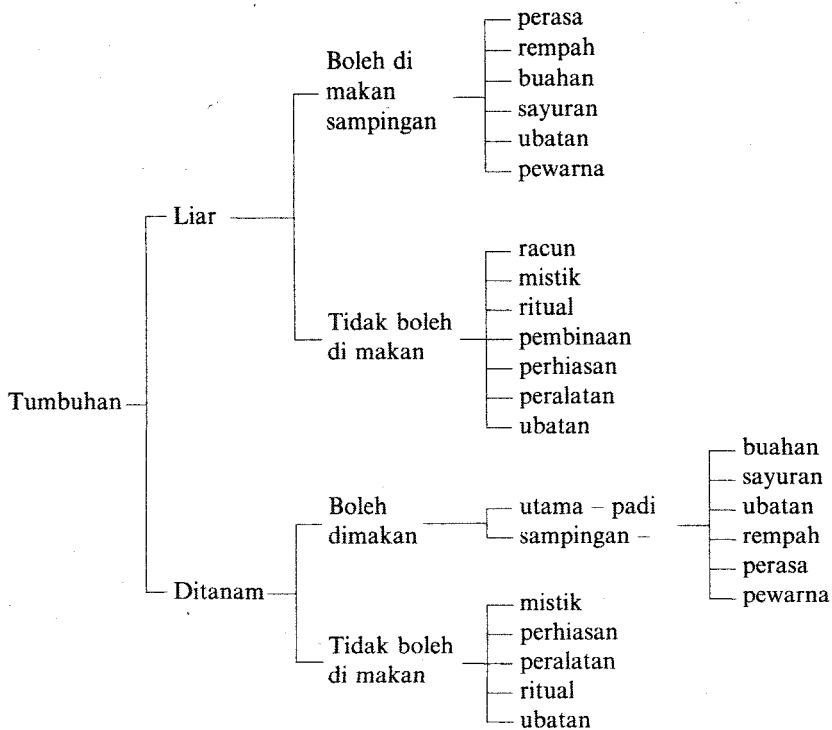 perasa
rempah
Boleh di
makan
sampingan
buahan
sayuran
ubatan
pewarna
Liar
racun
mistik
ritual
Tidak boleh
di makan
pembinaan
perhiasan
peralatan
ubatan
Tumbuhan
buahan
sayuran
ubatan
rempah
perasa
pewarna
Boleh
dimakan
utama – padi
sampingan –
Ditanam
mistik
perhiasan
Tidak boleh
di makan
peralatan
ritual
ubatan